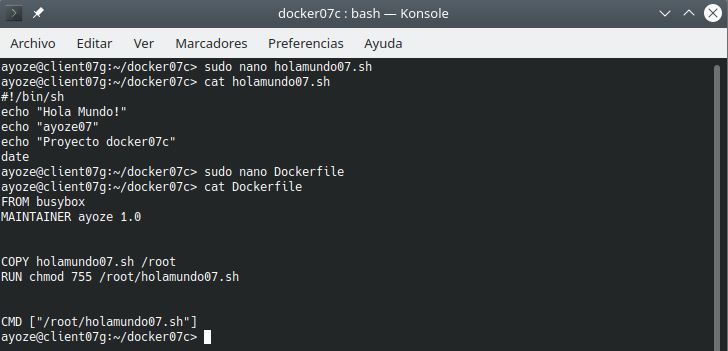 docker07c : bash — Konsole
Archivo Editar Ver Marcadores Preferencias Ayuda
ayoze@client07g:~/docker07c> sudo nano holamundo07.sh
ayoze@client07g:~/docker07c> cat holamundo07.sh
#!/bin/sh
echo "Hola Mundo!"
echo "ayoze07"
echo "Proyecto docker07c"
date
ayoze@client07g:~/docker07c> sudo nano Dockerfile
ayoze@client07g:~/docker07c> cat Dockerfile
FROM busybox
MAINTAINER ayoze 1.0
COPY holamundo07.sh /root
RUN chmod 755 /root/holamundo07.sh
CMD ["/root/holamundo07.sh"]
ayoze@client07g:~/docker07c>